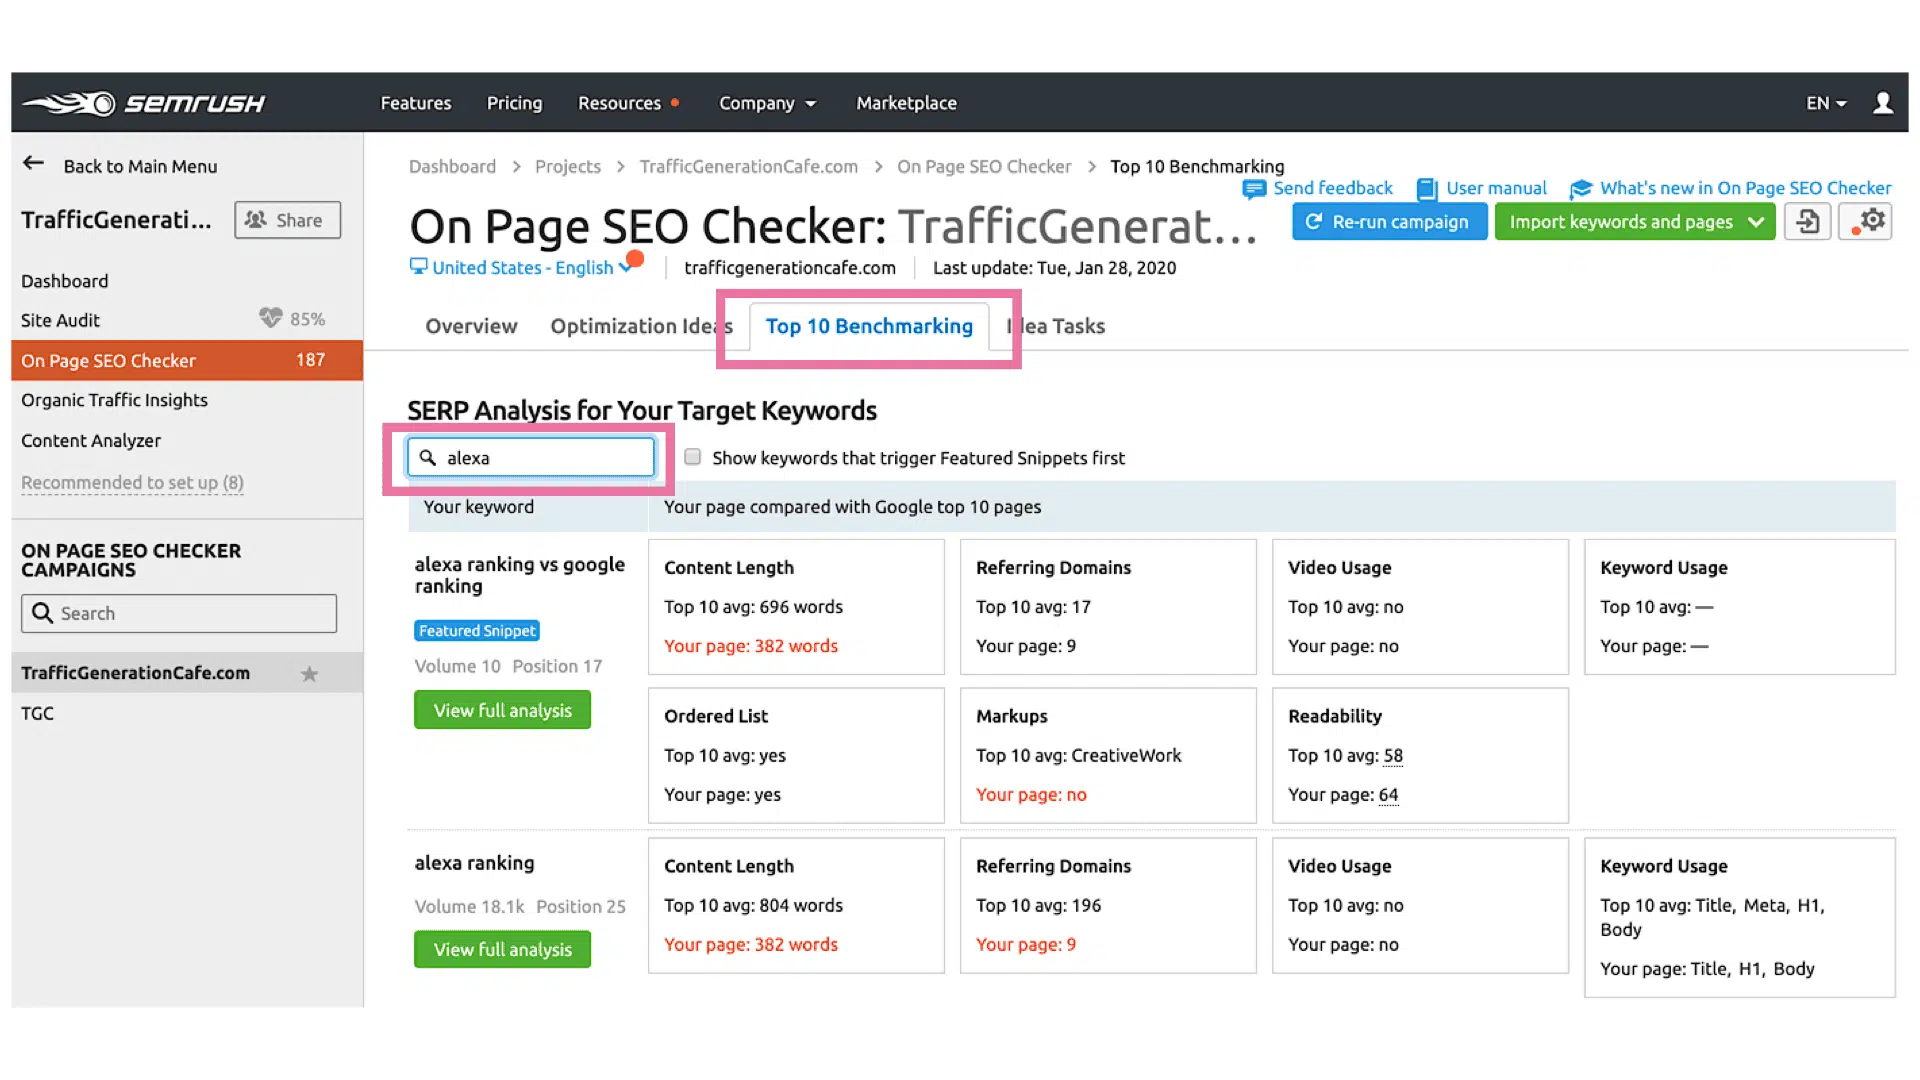 SEMRUSH
Features Pricing Resources Company Marketplace EN
Back to Main Menu
TrafficGenerati... Share
Dashboard
Site Audit 85%
On Page SEO Checker 187
Organic Traffic Insights
Content Analyzer
Recommended to set up (8)
ON PAGE SEO CHECKER
CAMPAIGNS
Search
TrafficGenerationCafe.com
TGC
Dashboard > Projects > TrafficGenerationCafe.com > On Page SEO Checker > Top 10 Benchmarking
Send feedback User manual What's new in On Page SEO Checker
On Page SEO Checker: TrafficGenerat...
Re-run campaign Import keywords and pages
United States - English trafficgenerationcafe.com Last update: Tue, Jan 28, 2020
Overview Optimization Ideas Top 10 Benchmarking Idea Tasks
SERP Analysis for Your Target Keywords
alexa Show keywords that trigger Featured Snippets first
Your keyword Your page compared with Google top 10 pages
alexa ranking vs google
ranking
Featured Snippet
Volume 10 Position 17
View full analysis
Content Length
Top 10 avg: 696 words
Your page: 382 words
Referring Domains
Top 10 avg: 17
Your page: 9
Video Usage
Top 10 avg: no
Your page: no
Keyword Usage
Top 10 avg: —
Your page: —
Ordered List
Top 10 avg: yes
Your page: yes
Markups
Top 10 avg: CreativeWork
Your page: no
Readability
Top 10 avg: 58
Your page: 64
alexa ranking
Volume 18.1k Position 25
View full analysis
Content Length
Top 10 avg: 804 words
Your page: 382 words
Referring Domains
Top 10 avg: 196
Your page: 9
Video Usage
Top 10 avg: no
Your page: no
Keyword Usage
Top 10 avg: Title, Meta, H1,
Body
Your page: Title, H1, Body